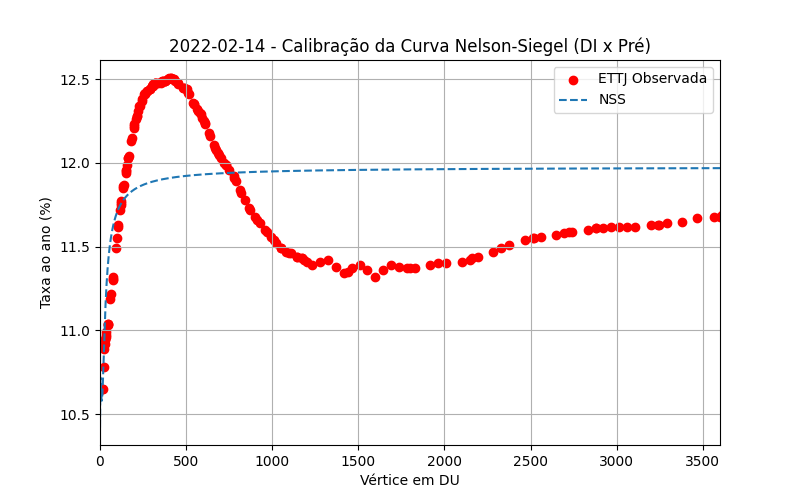 2022-02-14 - Calibração da Curva Nelson-Siegel (DI x Pré)
ETTJ Observada
NSS
12.5
12.0
11.5
11.0
10.5
Taxa ao ano (%)
0 500 1000 1500 2000 2500 3000 3500
Vértice em DU